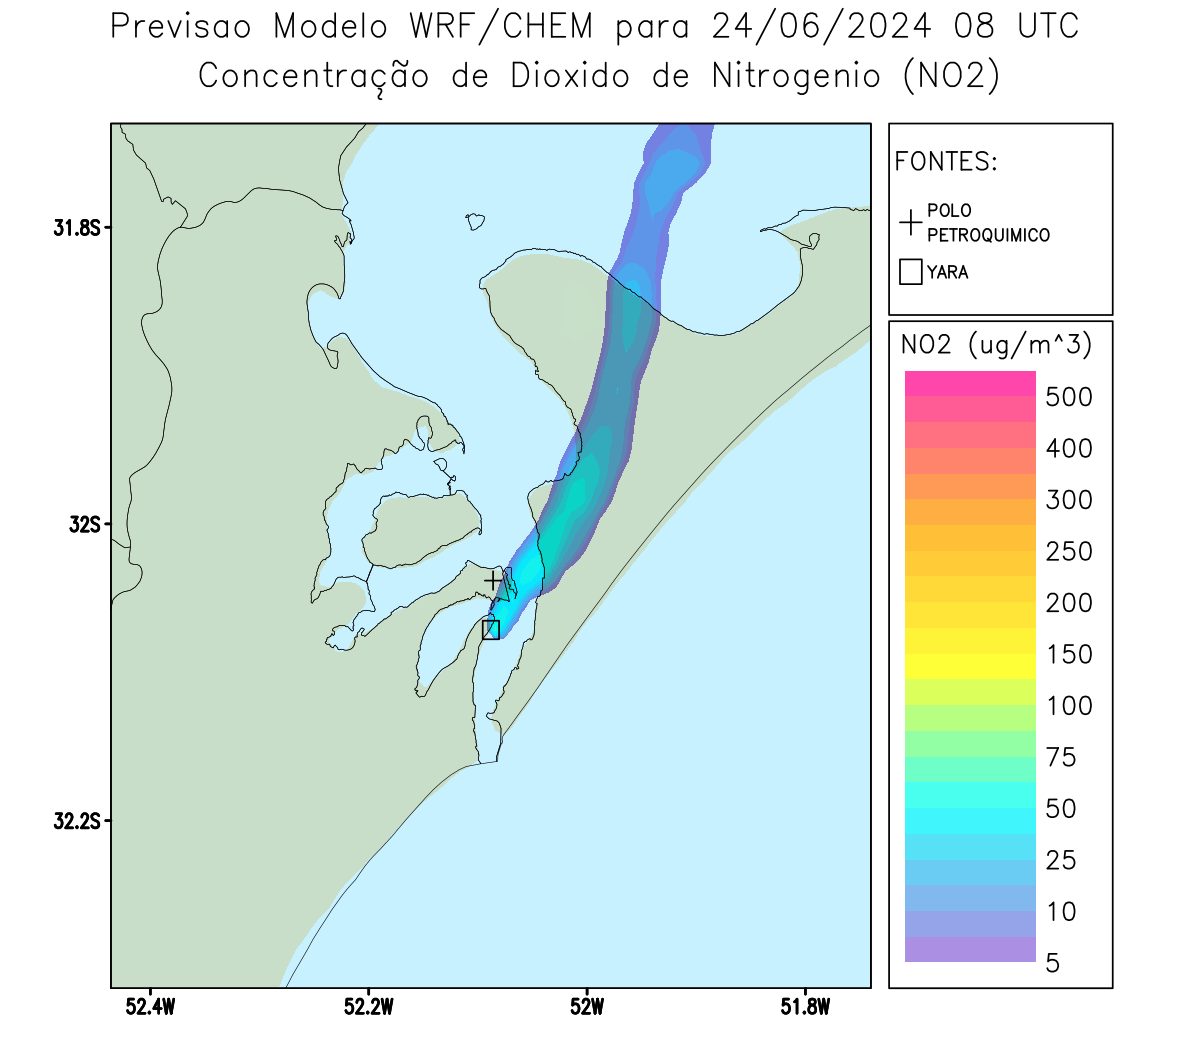 Previsao Modelo WRF/CHEM para 24/06/2024 08 UTC
Concentração de Dioxido de Nitrogenio (NO2)
FONTES:
POLO
PETROQUIMICO
YARA
NO2 (ug/m^3)
500
400
300
250
200
150
100
75
50
25
10
5
31.8S
32S
32.2S
52.4W
52.2W
52W
51.8W